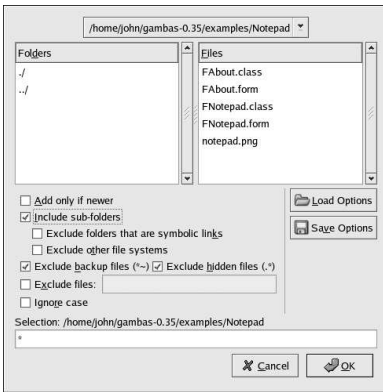 /home/john/gambas-0.35/examples/Notepad
Folders
Files
./
../
FAbout.class
FAbout.form
FNotepad.class
FNotepad.form
notepad.png
Add only if newer
Load Options
Include sub-folders
Save Options
Exclude folders that are symbolic links
Exclude other file systems
Exclude backup files (*~) Exclude hidden files (.*)
Exclude files:
Ignore case
Selection: /home/john/gambas-0.35/examples/Notepad
*
Cancel OK